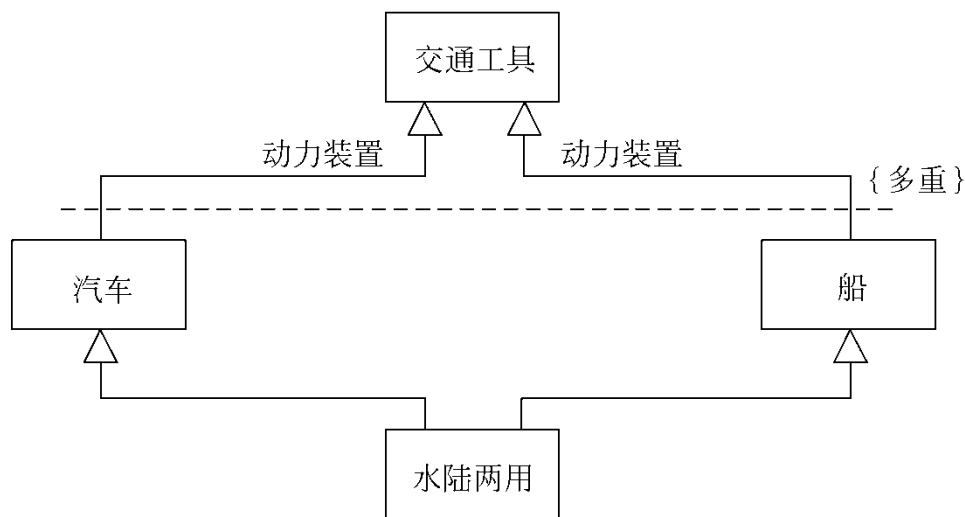 交通工具
动力装置
动力装置
{多重}
汽车
船
水陆两用